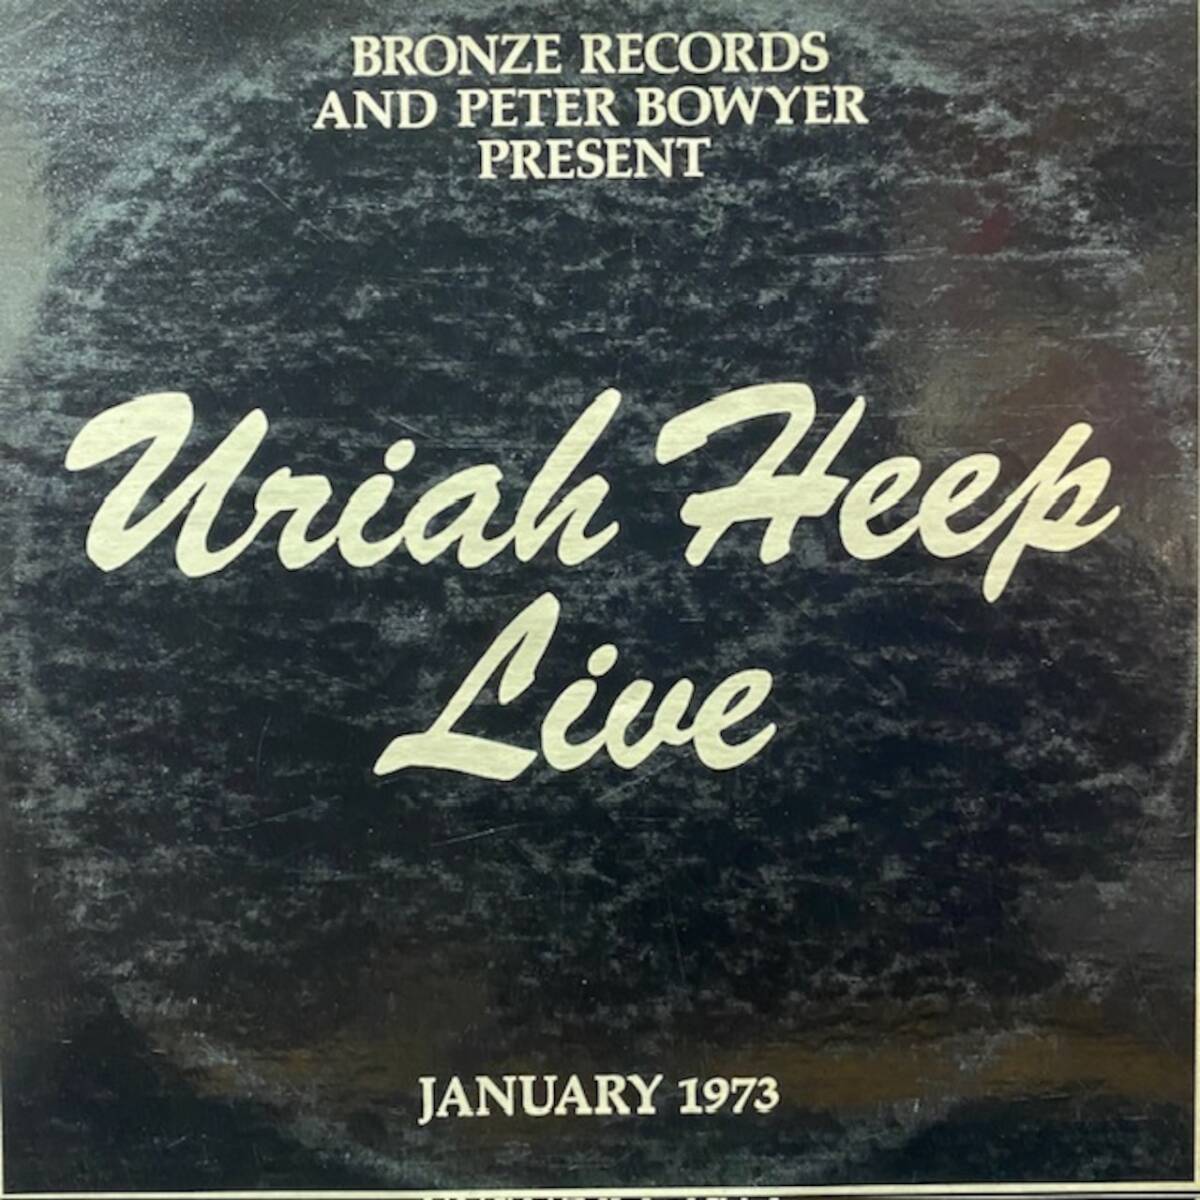 BRONZE RECORDS
AND PETER BOWYER
PRESENT
Uriah Heep
Live
JANUARY 1973